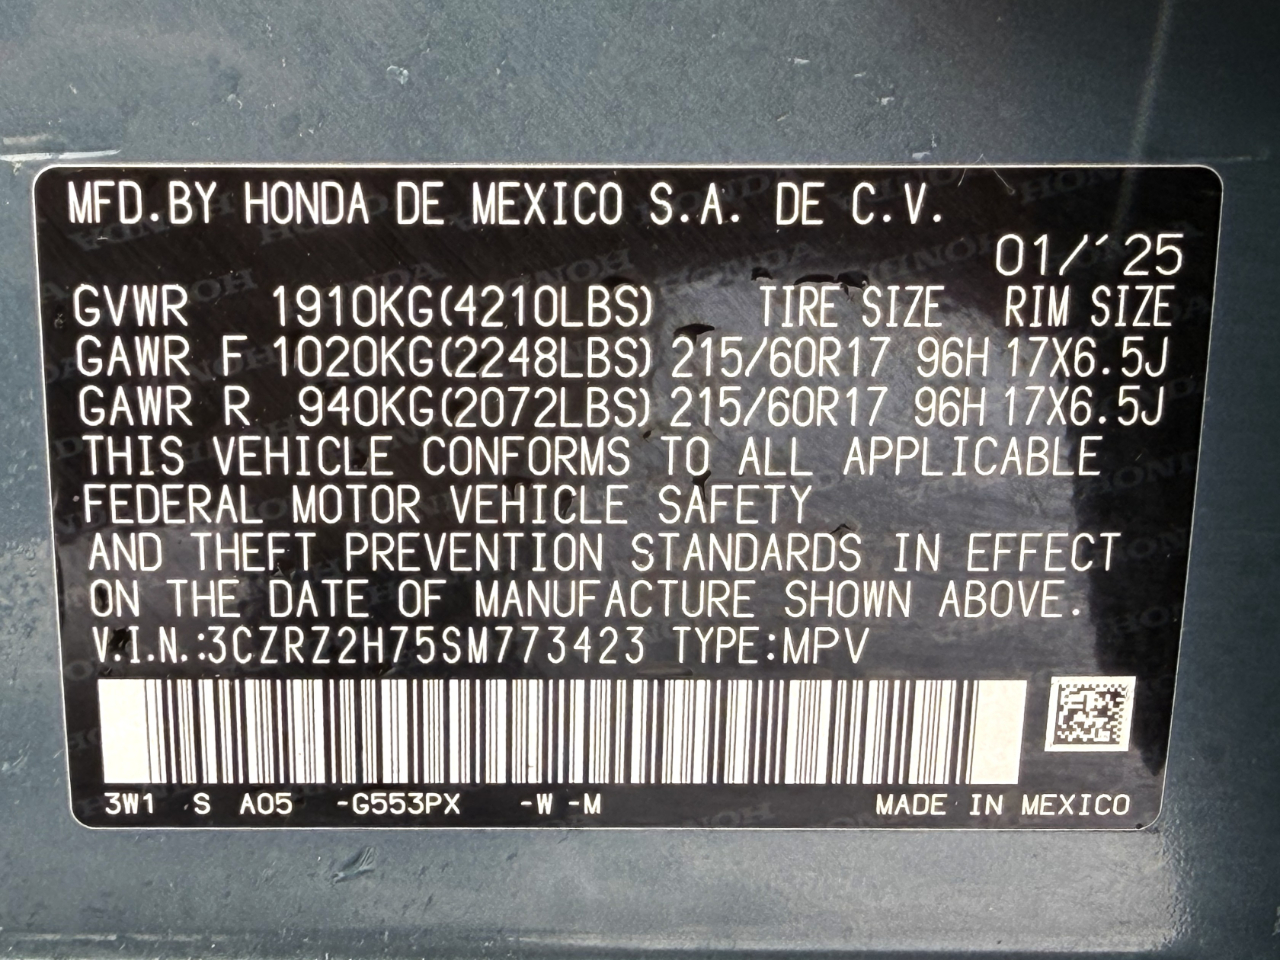 MFD.BY HONDA DE MEXICO S.A. DE C.V.
01/'25
GVWR 1910KG(4210LBS) TIRE SIZE RIM SIZE
GAWR F 1020KG(2248LBS) 215/60R17 96H 17X6.5J
GAWR R 940KG(2072LBS) 215/60R17 96H 17X6.5J
THIS VEHICLE CONFORMS TO ALL APPLICABLE
FEDERAL MOTOR VEHICLE SAFETY
AND THEFT PREVENTION STANDARDS IN EFFECT
ON THE DATE OF MANUFACTURE SHOWN ABOVE.
V.I.N.:3CZRZ2H75SM773423 TYPE:MPV
3W1 S A05 -G553PX -W -M MADE IN MEXICO